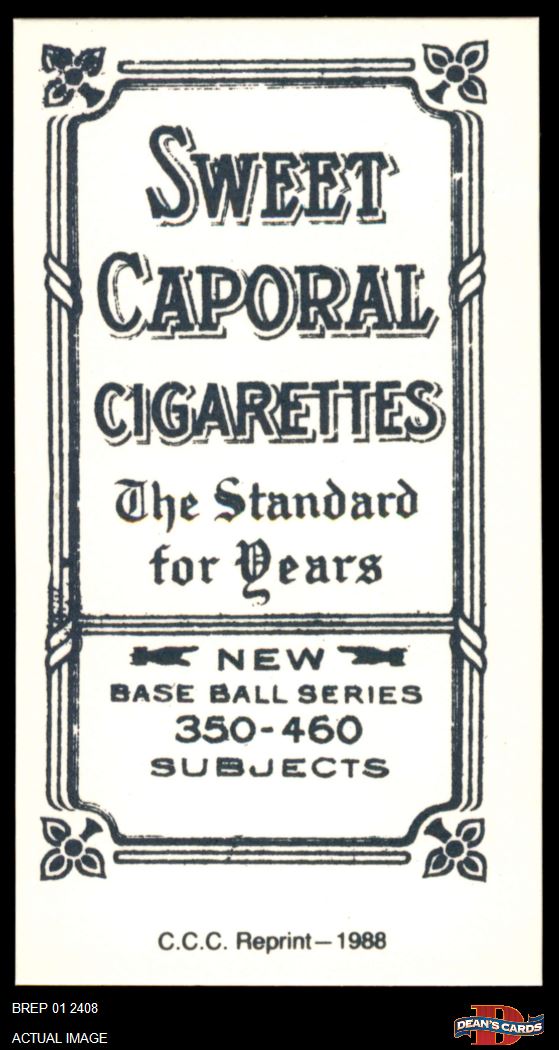 SWEET
CAPORAL
CIGARETTES
The Standard
for Years
NEW
BASE BALL SERIES
350-460
SUBJECTS
C.C.C. Reprint—1988
BREP 01 2408
ACTUAL IMAGE
D
DEAN'S CARDS